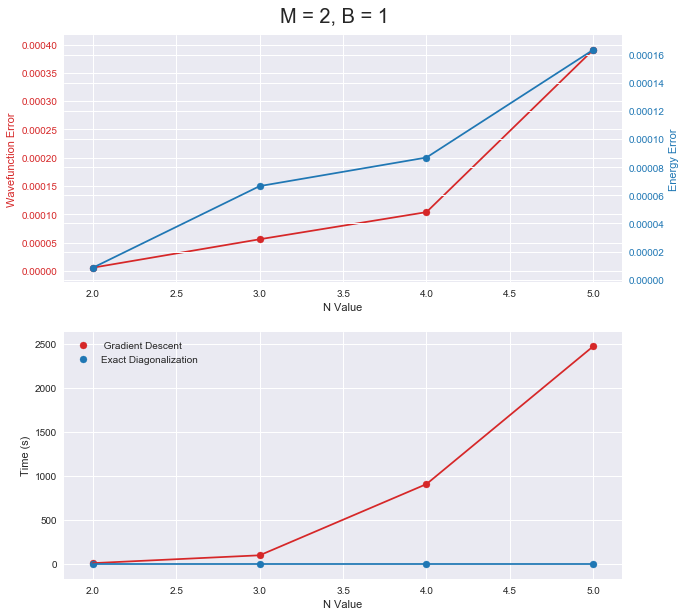 M = 2, B = 1
0.00040
0.00035
0.00030
0.00025
0.00020
0.00015
0.00010
0.00005
0.00000
Wavefunction Error
0.00016
0.00014
0.00012
0.00010
0.00008
0.00006
0.00004
0.00002
0.00000
Energy Error
2.0 2.5 3.0 3.5 4.0 4.5 5.0
N Value
Gradient Descent
Exact Diagonalization
2500
2000
1500
1000
500
0
Time (s)
2.0 2.5 3.0 3.5 4.0 4.5 5.0
N Value